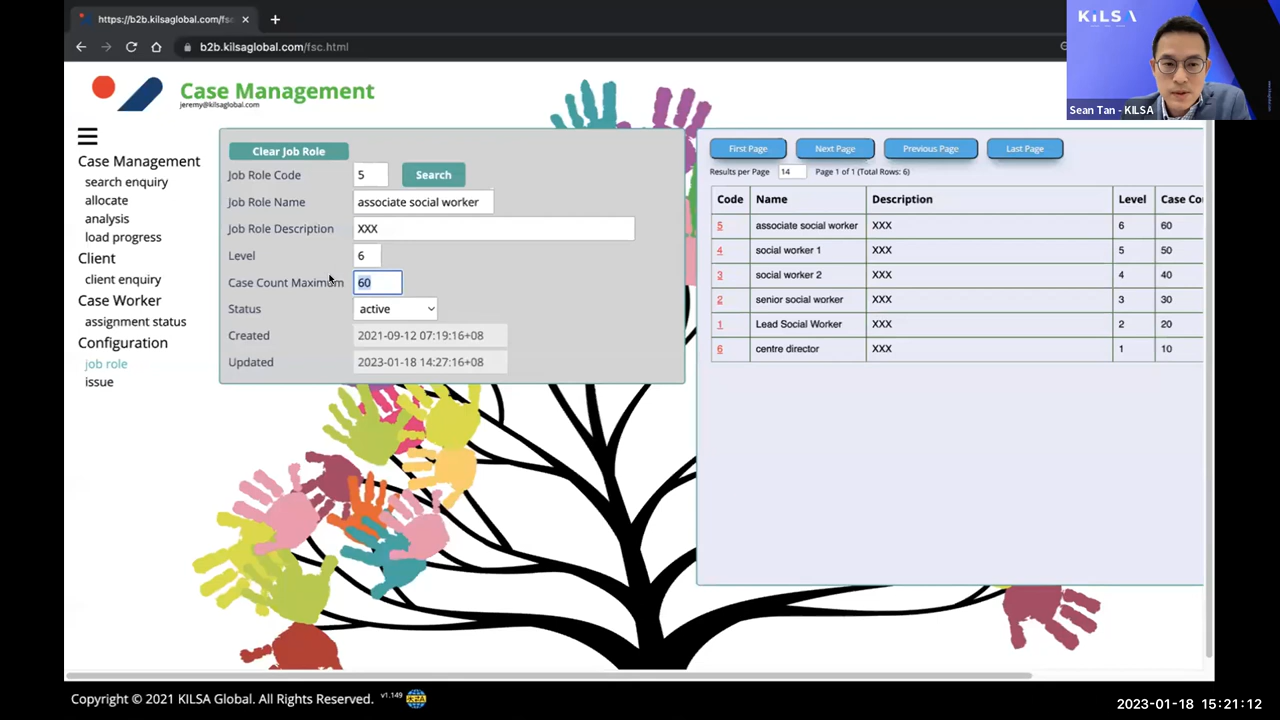 https://b2b.kilsaglobal.com/fsc
b2b.kilsaglobal.com/fsc.html
KILSA
Sean Tan - KILSA
Case Management
jeremy@kilsaglobal.com
Case Management
search enquiry
allocate
analysis
load progress
Client
client enquiry
Case Worker
assignment status
Configuration
job role
issue
Clear Job Role
Job Role Code 5 Search
Job Role Name associate social worker
Job Role Description XXX
Level 6
Case Count Maximum 60
Status active
Created 2021-09-12 07:19:16+08
Updated 2023-01-18 14:27:16+08
First Page Next Page Previous Page Last Page
Results per Page 14 Page 1 of 1 (Total Rows: 6)
Code Name Description Level Case Co
5 associate social worker XXX 6 60
4 social worker 1 XXX 5 50
3 social worker 2 XXX 4 40
2 senior social worker XXX 3 30
1 Lead Social Worker XXX 2 20
6 centre director XXX 1 10
Copyright © 2021 KILSA Global. All Rights Reserved. v1.149
2023-01-18 15:21:12